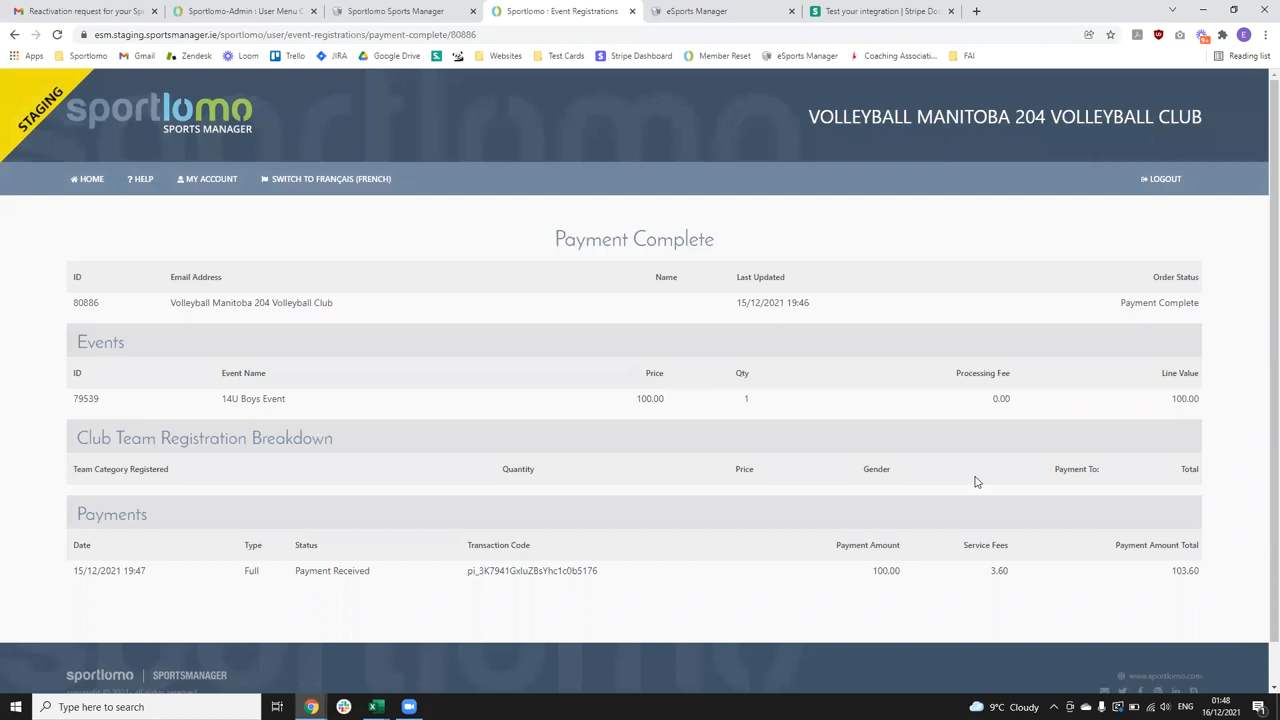 Reactivation request for your Sp
Sportlomo-Admin : User Menu C
Sportlomo Sports Manager
Sportlomo : Event Registrations
eSports Manager
Test your integration | Stripe Do
esm.staging.sportsmanager.ie/sportlomo/user/event-registrations/payment-complete/80886
Apps Sportlomo Gmail Zendesk Loom Trello JIRA Google Drive Websites Test Cards Stripe Dashboard Member Reset eSports Manager Coaching Associati... FAI Reading list
STAGING
sportlomo
SPORTS MANAGER
VOLLEYBALL MANITOBA 204 VOLLEYBALL CLUB
HOME HELP MY ACCOUNT SWITCH TO FRANÇAIS (FRENCH) LOGOUT
Payment Complete
ID Email Address Name Last Updated Order Status
80886 Volleyball Manitoba 204 Volleyball Club 15/12/2021 19:46 Payment Complete
Events
ID Event Name Price Qty Processing Fee Line Value
79539 14U Boys Event 100.00 1 0.00 100.00
Club Team Registration Breakdown
Team Category Registered Quantity Price Gender Payment To: Total
Payments
Date Type Status Transaction Code Payment Amount Service Fees Payment Amount Total
15/12/2021 19:47 Full Payment Received pi_3K7941GxluZBsYhc1c0b5176 100.00 3.60 103.60
sportlomo | SPORTSMANAGER
www.sportlomo.com
copyright © 2021. all rights reserved
Type here to search
9°C Cloudy
ENG
01:48
16/12/2021